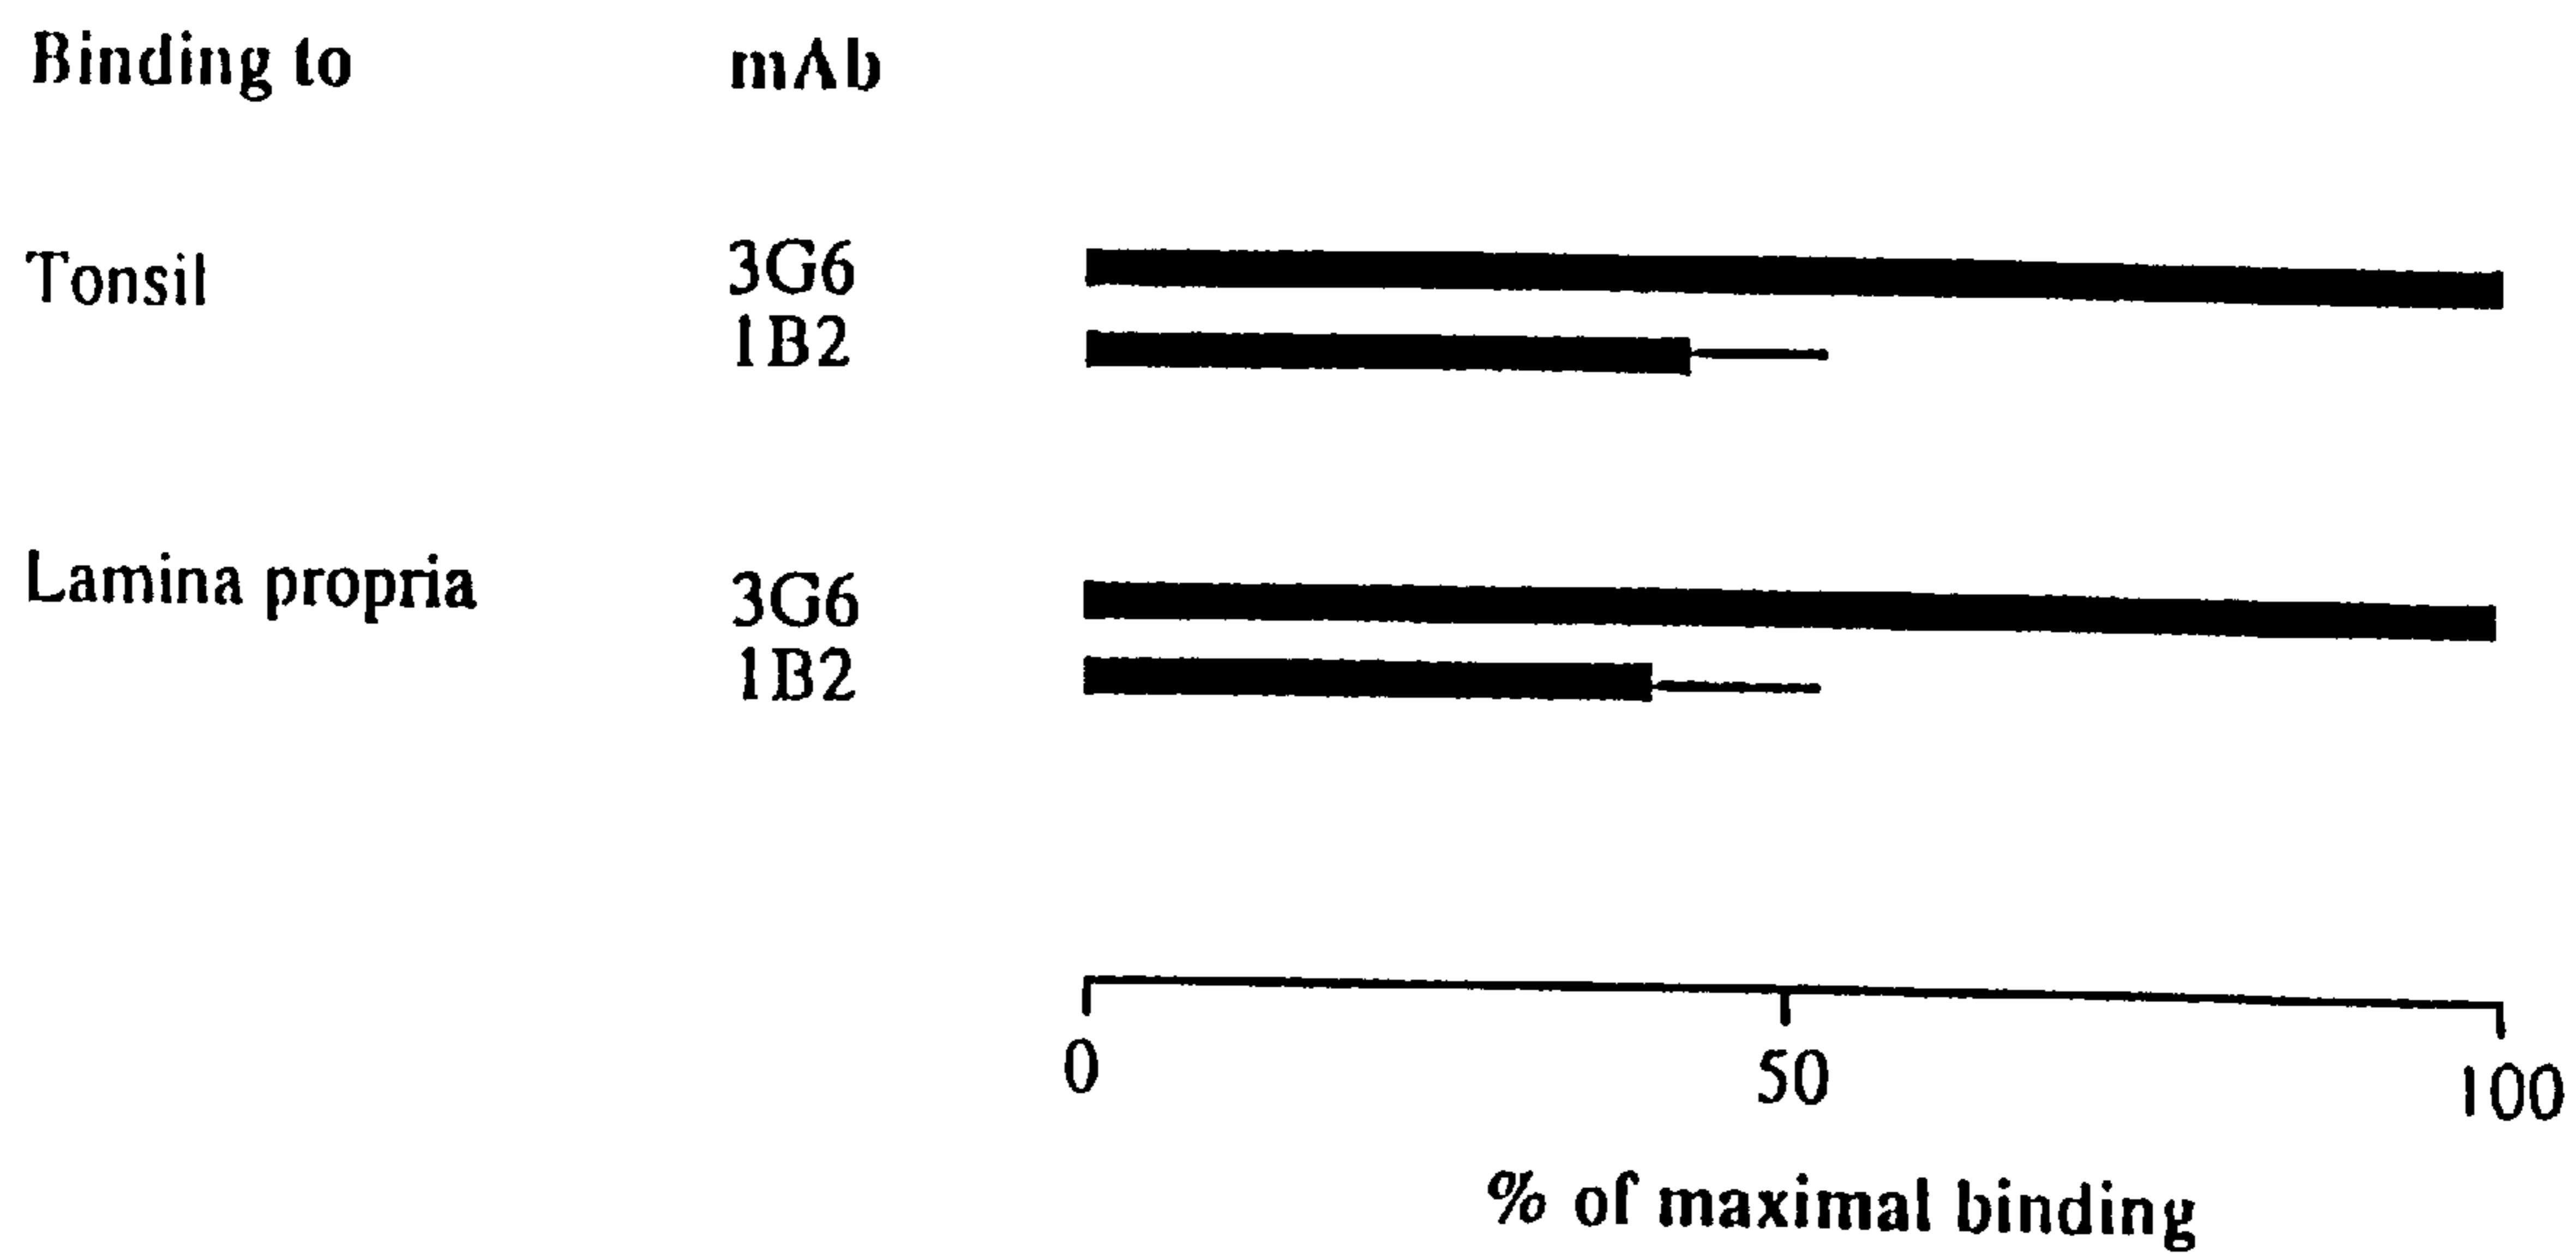 Binding to mAb
Tonsil 3G6
1B2
Lamina propria 3G6
1B2
0 50 100
% of maximal binding